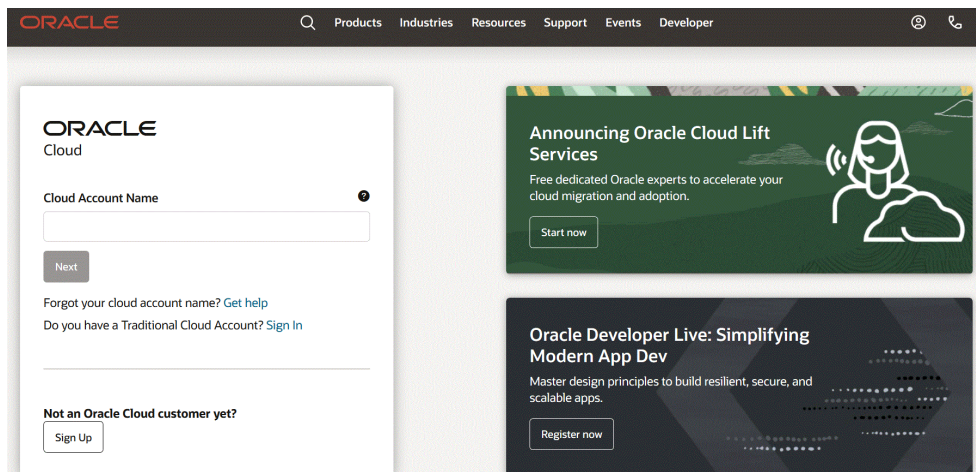 ORACLE Products Industries Resources Support Events Developer
ORACLE
Cloud
Cloud Account Name ?
Next
Forgot your cloud account name? Get help
Do you have a Traditional Cloud Account? Sign In
Not an Oracle Cloud customer yet?
Sign Up
Announcing Oracle Cloud Lift
Services
Free dedicated Oracle experts to accelerate your
cloud migration and adoption.
Start now
Oracle Developer Live: Simplifying
Modern App Dev
Master design principles to build resilient, secure, and
scalable apps.
Register now